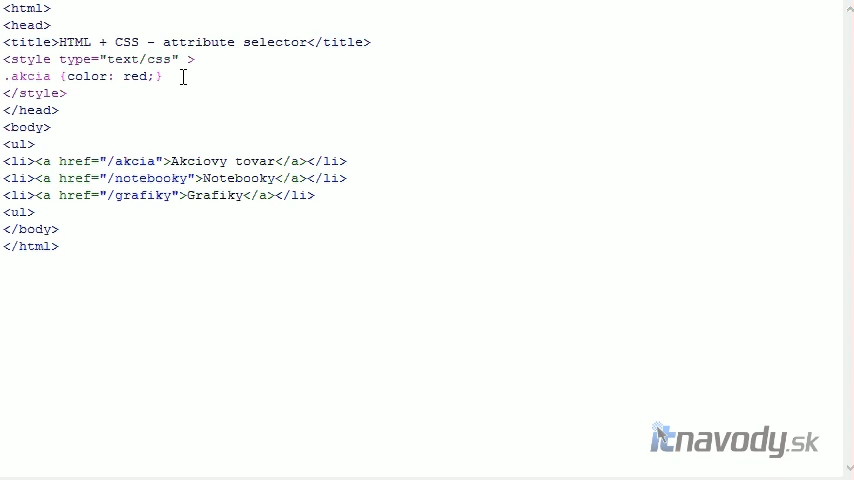 <html>
<head>
<title>HTML + CSS - attribute selector</title>
<style type="text/css" >
.akcia {color: red;}
</style>
</head>
<body>
<ul>
<li><a href="/akcia">Akciovy tovar</a></li>
<li><a href="/notebooky">Notebooky</a></li>
<li><a href="/grafiky">Grafiky</a></li>
<ul>
</body>
</html>
itnavody.sk